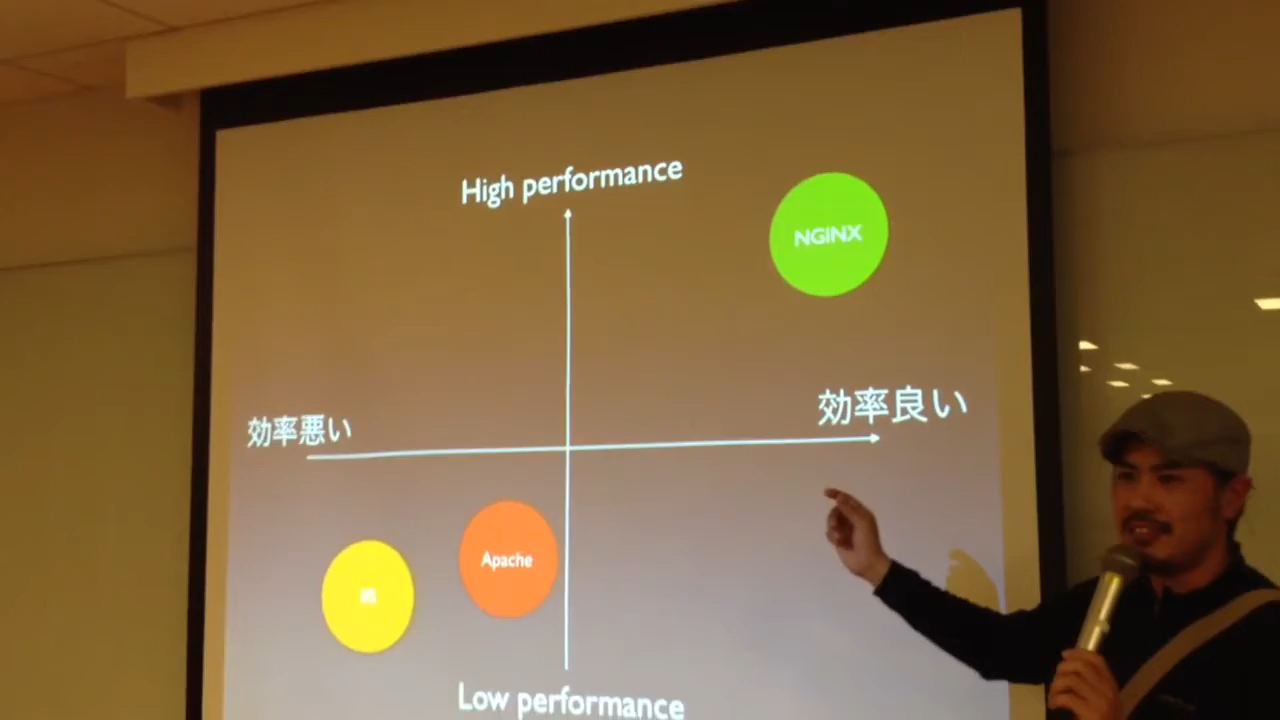 High performance
NGINX
効率悪い
効率良い
Apache
Low performance